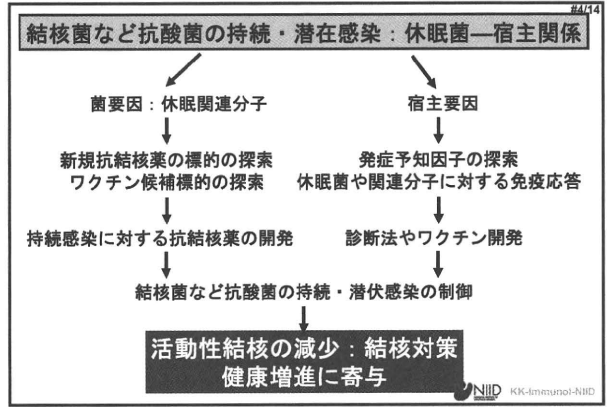 #4/14
結核菌など抗酸菌の持続・潜在感染：休眠菌―宿主関係
菌要因：休眠関連分子
宿主要因
新規抗結核薬の標的の探索
ワクチン候補標的の探索
発症予知因子の探索
休眠菌や関連分子に対する免疫応答
持続感染に対する抗結核薬の開発
診断法やワクチン開発
結核菌など抗酸菌の持続・潜伏感染の制御
活動性結核の減少：結核対策
健康増進に寄与
NIID
KK-Immunol-NIID